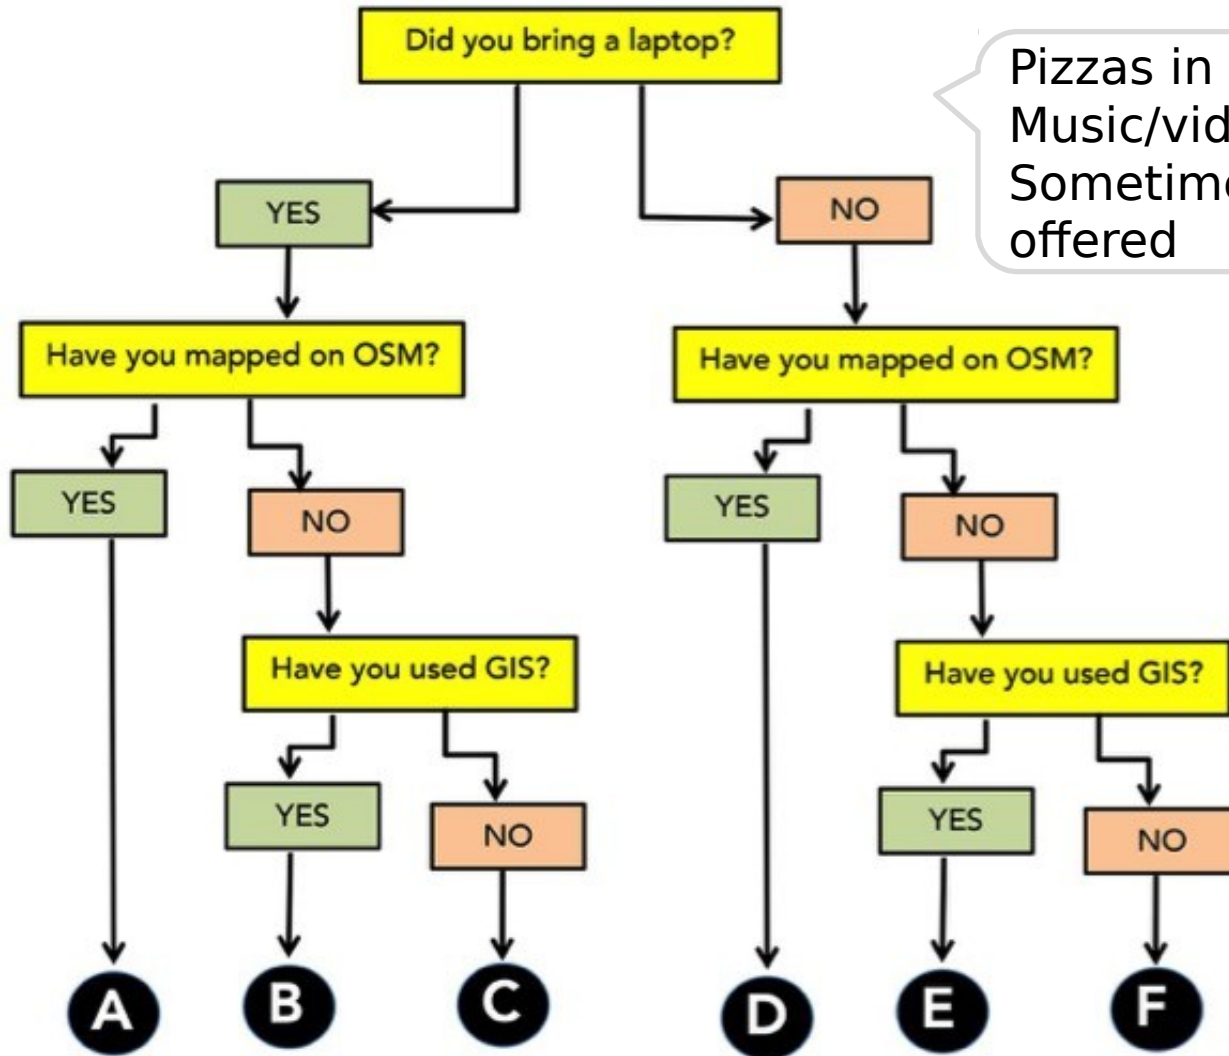 Did you bring a laptop?
Pizzas in
Music/vid
offered
YES
NO
Have you mapped on OSM?
Have you mapped on OSM?
YES
NO
YES
NO
Have you used GIS?
Have you used GIS?
YES
NO
YES
NO
A
B
C
D
E
F